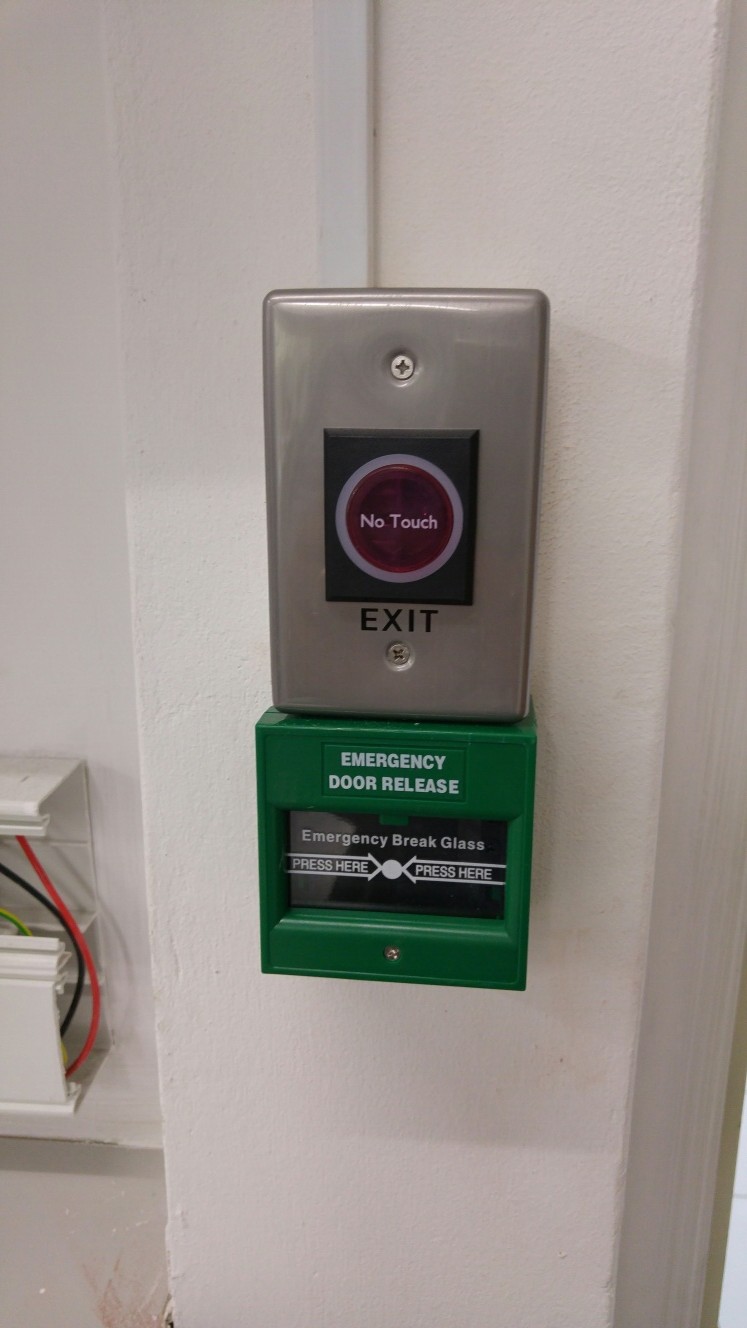 No Touch
EXIT
EMERGENCY
DOOR RELEASE
Emergency Break Glass
PRESS HERE PRESS HERE